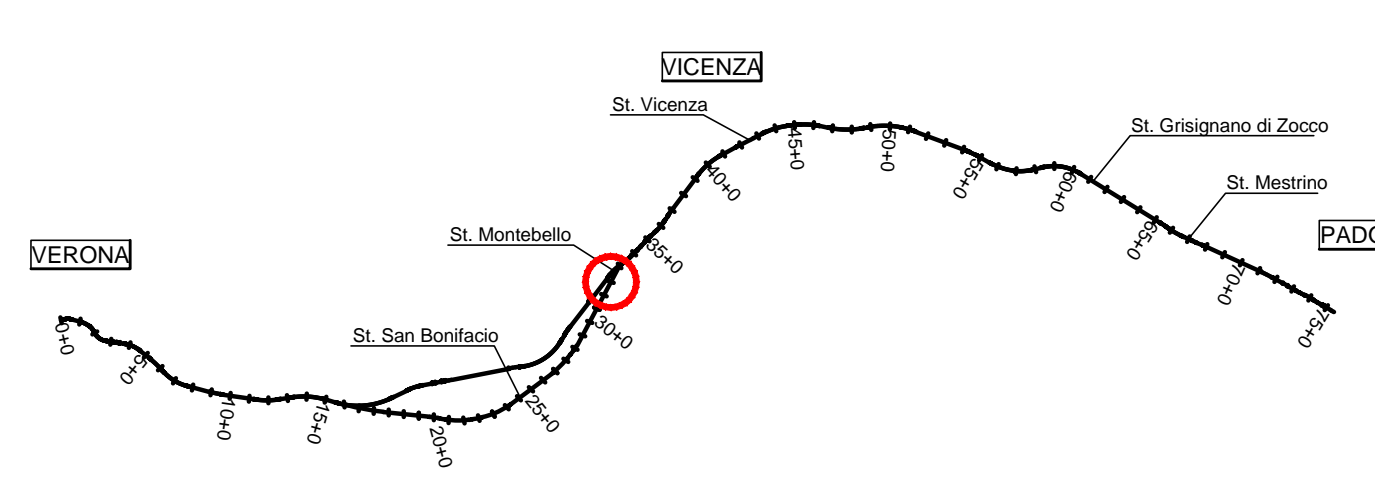 VICENZA
St. Vicenza
St. Grisignano di Zocco
St. Mestrino
PADO
St. Montebello
VERONA
St. San Bonifacio
0+0
5+0
10+0
15+0
20+0
25+0
30+0
35+0
40+0
45+0
50+0
55+0
60+0
65+0
70+0
75+0